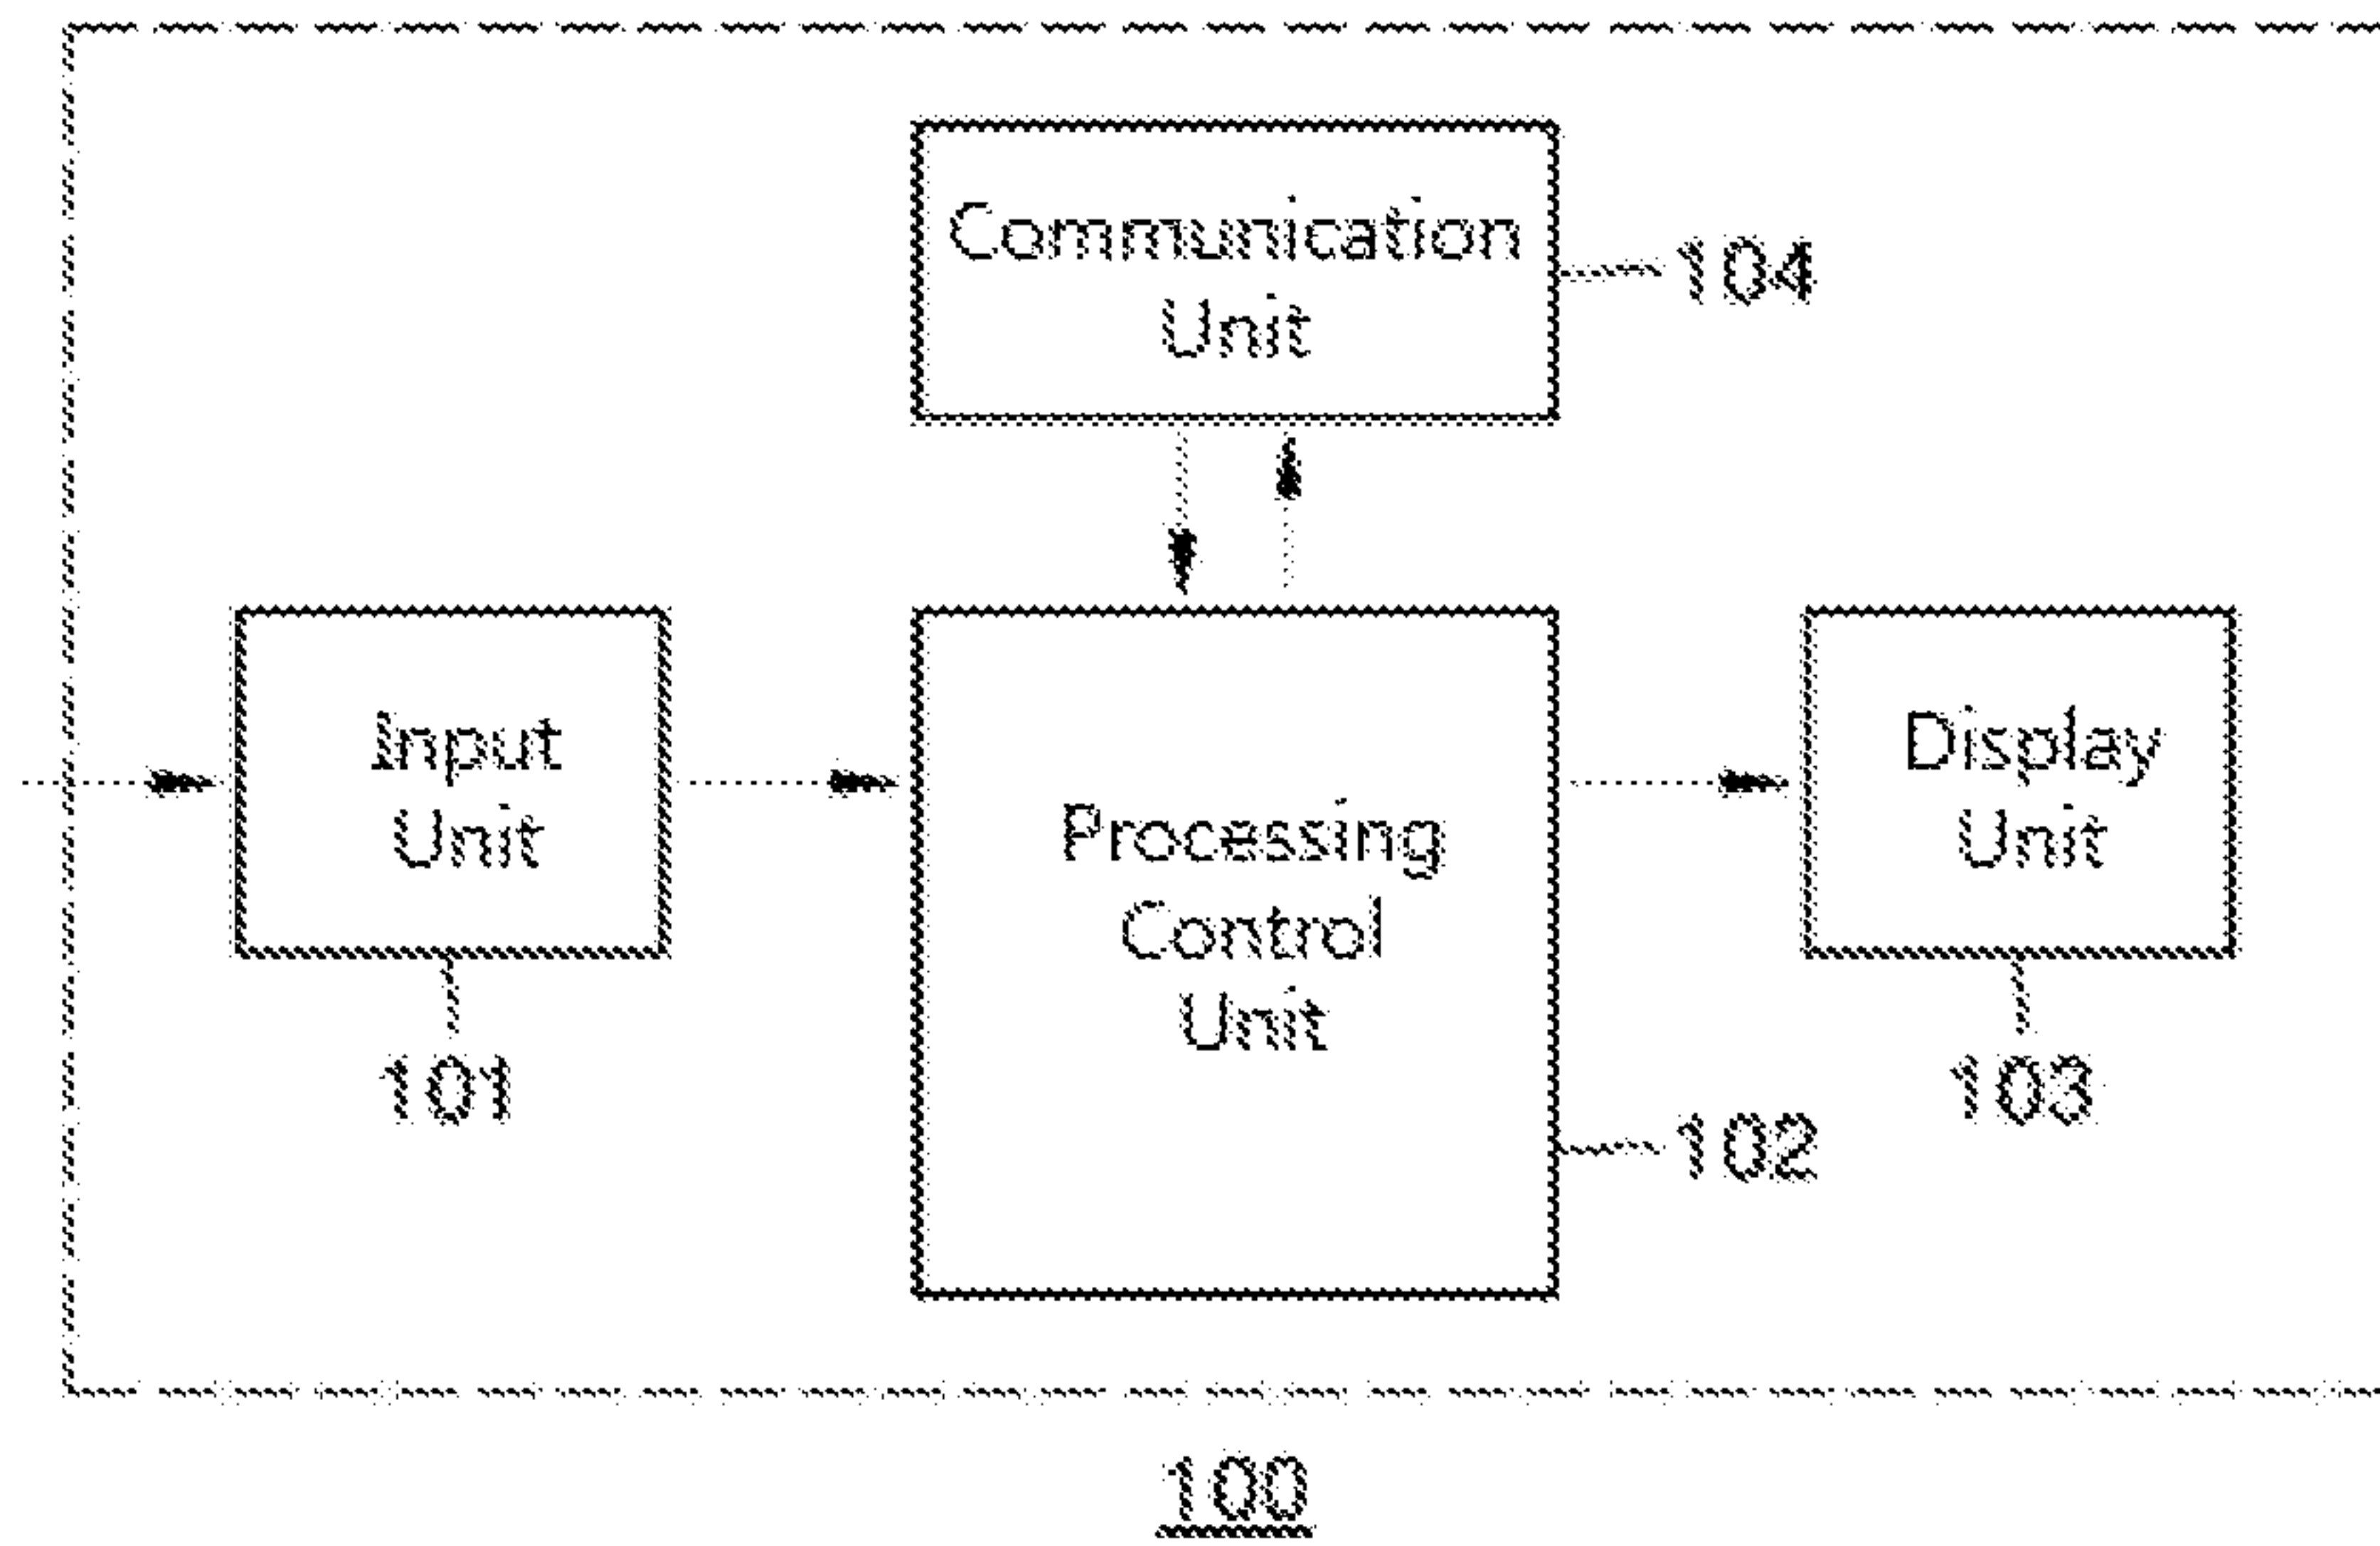 Communication
Unit
104
Input
Unit
101
Processing
Control
Unit
102
Display
Unit
103
100